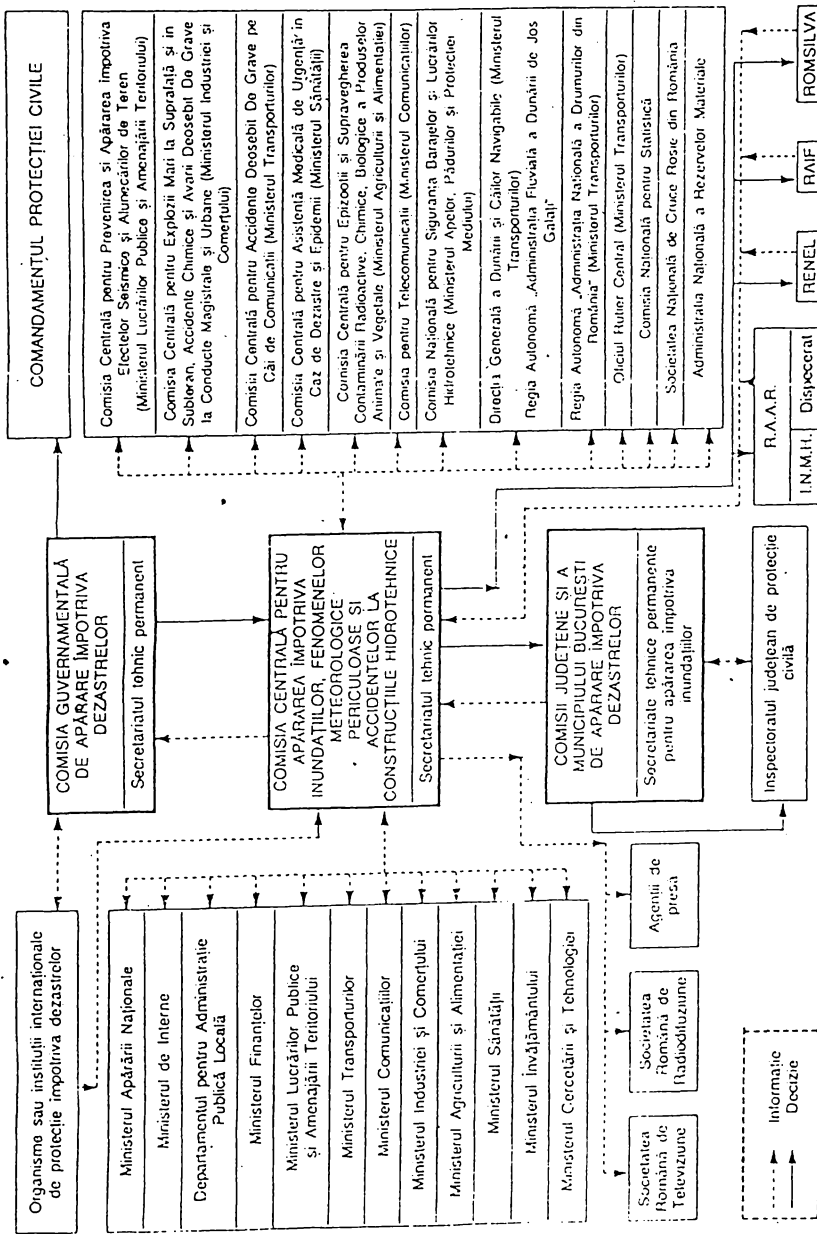 Organisme sau instituții internaționale
de protecție împotriva dezastrelor
COMISIA GUVERNAMENTALĂ
DE APĂRARE ÎMPOTRIVA
DEZASTRELOR
Secretariatul tehnic permanent
COMANDAMENTUL PROTECȚIEI CIVILE
Ministerul Apărării Naționale
Ministerul de Interne
Departamentul pentru Administrație
Publică Locală
Ministerul Finanțelor
Ministerul Lucrărilor Publice
și Amenajării Teritoriului
Ministerul Transporturilor
Ministerul Comunicațiilor
Ministerul Industriei și Comerțului
Ministerul Agriculturii și Alimentației
Ministerul Sănătății
Ministerul Învățământului
Ministerul Cercetării și Tehnologiei
COMISIA CENTRALĂ PENTRU
APĂRAREA ÎMPOTRIVA
INUNDAȚIILOR, FENOMENELOR
METEOROLOGICE
PERICULOASE ȘI
ACCIDENTELOR LA
CONSTRUCȚIILE HIDROTEHNICE
Secretariatul tehnic permanent
Comisia Centrală pentru Prevenirea și Apărarea Împotriva
Efectelor Seismice și Alunecărilor de Teren
(Ministerul Lucrărilor Publice și Amenajării Teritoriului)
Comisia Centrală pentru Explozii Mari la Suprafață și in
Subteran, Accidente Chimice și Avarii Deosebit De Grave
la Conducte Magistrale și Urbane (Ministerul Industriei și
Comerțului)
Comisia Centrală pentru Accidente Deosebit De Grave pe
Căi de Comunicații (Ministerul Transporturilor)
Comisia Centrală pentru Asistență Medicală de Urgență in
Caz de Dezastre și Epidemii (Ministerul Sănătății)
Comisia Centrală pentru Epizootii și Supravegherea
Contaminării Radioactive, Chimice, Biologice a Produselor
Animale și Vegetale (Ministerul Agriculturii și Alimentației)
Comisia pentru Telecomunicații (Ministerul Comunicațiilor)
Comisia Națională pentru Siguranța Barajelor și Lucrărilor
Hidrotehnice (Ministerul Apelor, Pădurilor și Protecției
Mediului)
Direcția Generală a Dunării și Căilor Navigabile (Ministerul
Transporturilor)
Regia Autonomă „Administrația Fluvială a Dunării de Jos
Galați"
Regia Autonomă „Administrația Națională a Drumurilor din
România" (Ministerul Transporturilor)
Oficiul Rutier Central (Ministerul Transporturilor)
Comisia Națională pentru Statistică
Societatea Națională de Cruce Roșie din România
Administrația Națională a Rezervelor Materiale
COMISII JUDEȚENE ȘI A
MUNICIPIULUI BUCUREȘTI
DE APĂRARE ÎMPOTRIVA
DEZASTRELOR
Secretariate tehnice permanente
pentru apărarea impotriva
inundațiilor
Inspectoratul județean de protecție
civilă
R.A.A.R.
I.N.M.H.
Dispecerat
RENEL
RAIF
ROMSILVA
Societatea
Română de
Televiziune
Societatea
Română de
Radiodifuziune
Agenții de
presa
Informație
Decizie